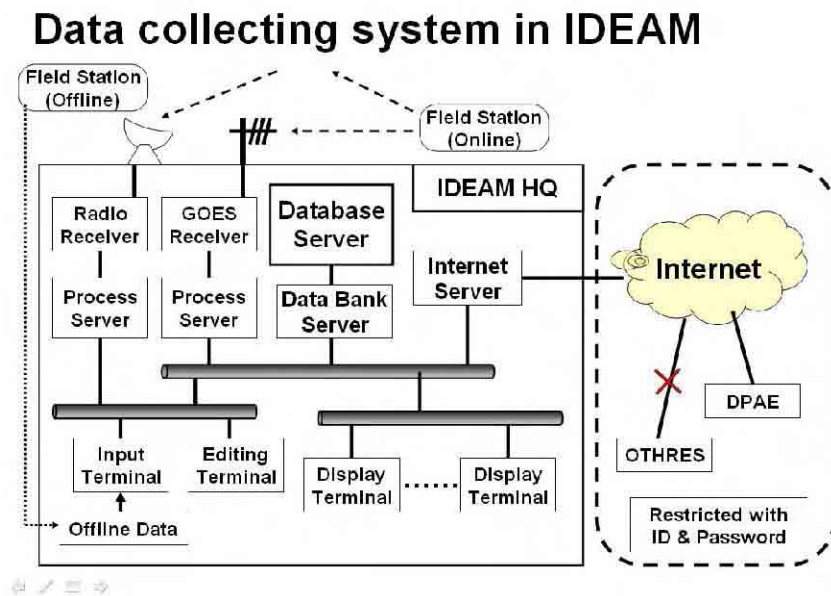 Data collecting system in IDEAM
Field Station
(Offline)
Field Station
(Online)
IDEAM HQ
Radio
Receiver
GOES
Receiver
Database
Server
Internet
Server
Internet
Process
Server
Process
Server
Data Bank
Server
DPAE
OTHRES
Input
Terminal
Editing
Terminal
Display
Terminal
Display
Terminal
Offline Data
Restricted with
ID & Password